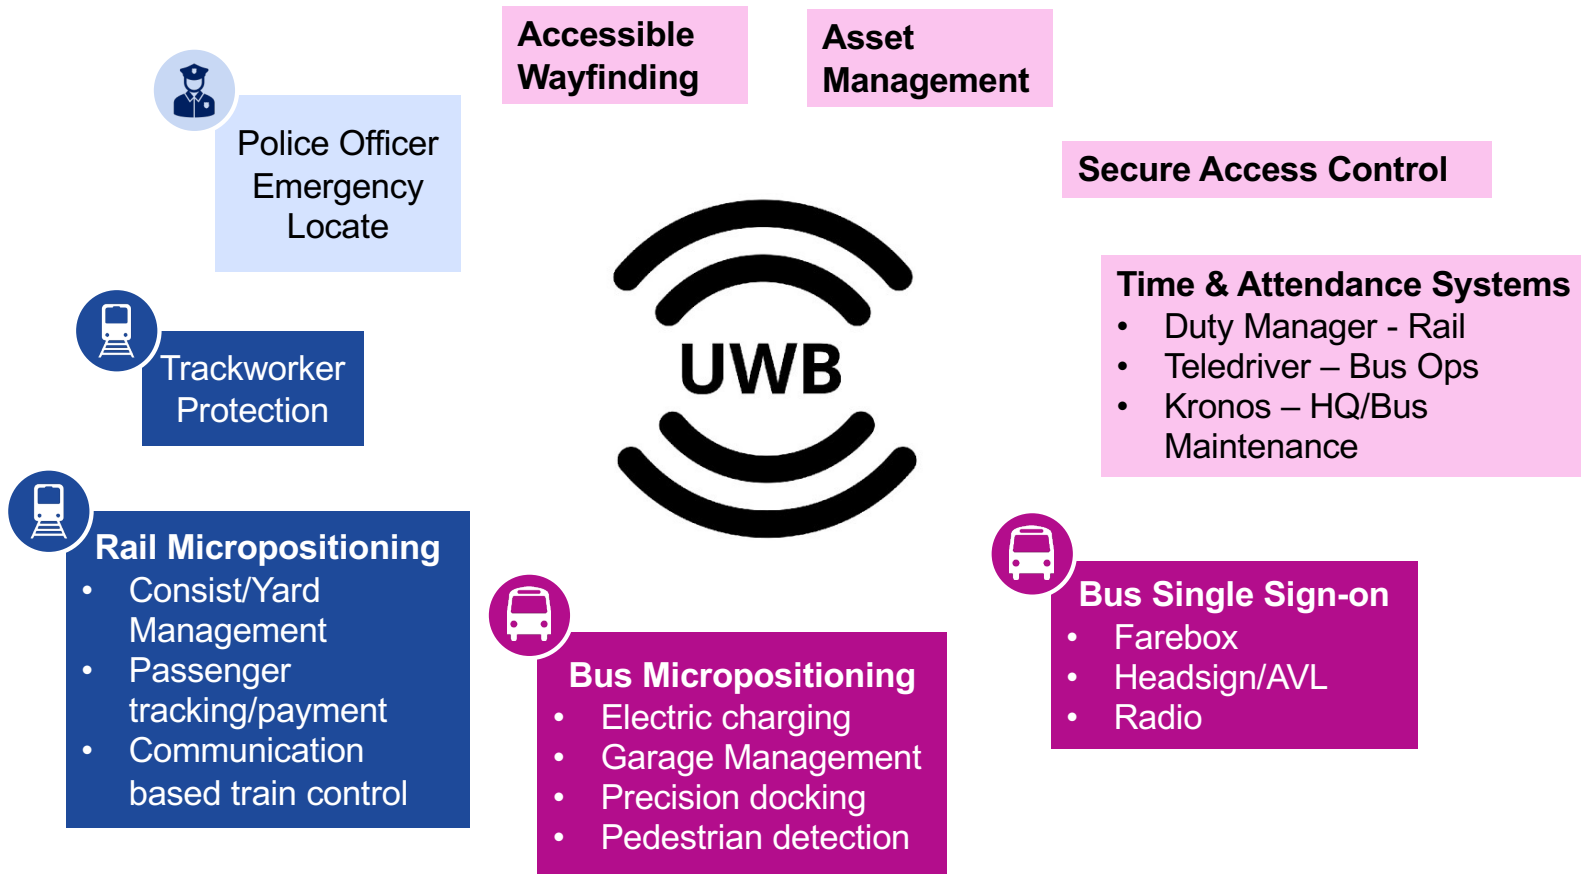 Accessible
Wayfinding
Asset
Management
Police Officer
Emergency
Locate
Secure Access Control
Time & Attendance Systems
• Duty Manager - Rail
• Teledriver – Bus Ops
• Kronos – HQ/Bus
Maintenance
UWB
Trackworker
Protection
Rail Micropositioning
• Consist/Yard
Management
• Passenger
tracking/payment
• Communication
based train control
Bus Micropositioning
• Electric charging
• Garage Management
• Precision docking
• Pedestrian detection
Bus Single Sign-on
• Farebox
• Headsign/AVL
• Radio